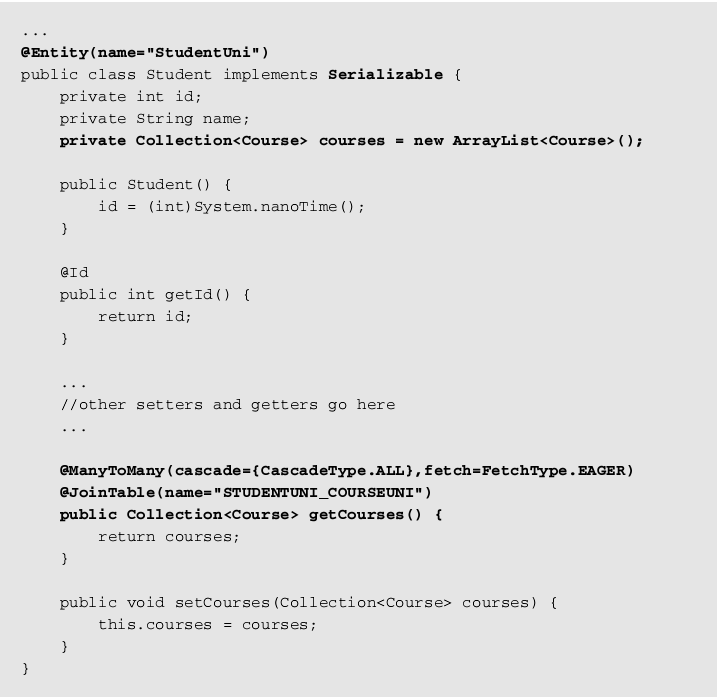 ...
@Entity(name="StudentUni")
public class Student implements Serializable {
    private int id;
    private String name;
    private Collection<Course> courses = new ArrayList<Course>();

    public Student() {
        id = (int)System.nanoTime();
    }

    @Id
    public int getId() {
        return id;
    }

    ...
    //other setters and getters go here
    ...

    @ManyToMany(cascade={CascadeType.ALL},fetch=FetchType.EAGER)
    @JoinTable(name="STUDENTUNI_COURSEUNI")
    public Collection<Course> getCourses() {
        return courses;
    }

    public void setCourses(Collection<Course> courses) {
        this.courses = courses;
    }
}